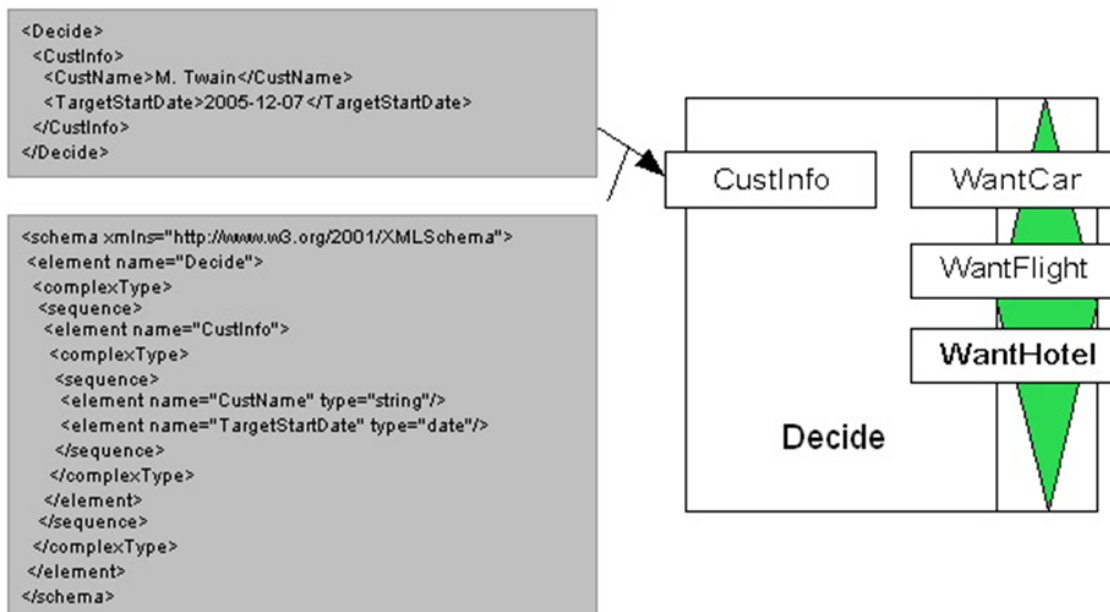 <Decide>
<CustInfo>
<CustName>M. Twain</CustName>
<TargetStartDate>2005-12-07</TargetStartDate>
</CustInfo>
</Decide>
<schema xmlns="http://www.w3.org/2001/XMLSchema">
<element name="Decide">
<complexType>
<sequence>
<element name="CustInfo">
<complexType>
<sequence>
<element name="CustName" type="string"/>
<element name="TargetStartDate" type="date"/>
</sequence>
</complexType>
</element>
</sequence>
</complexType>
</element>
</schema>
CustInfo
WantCar
WantFlight
WantHotel
Decide